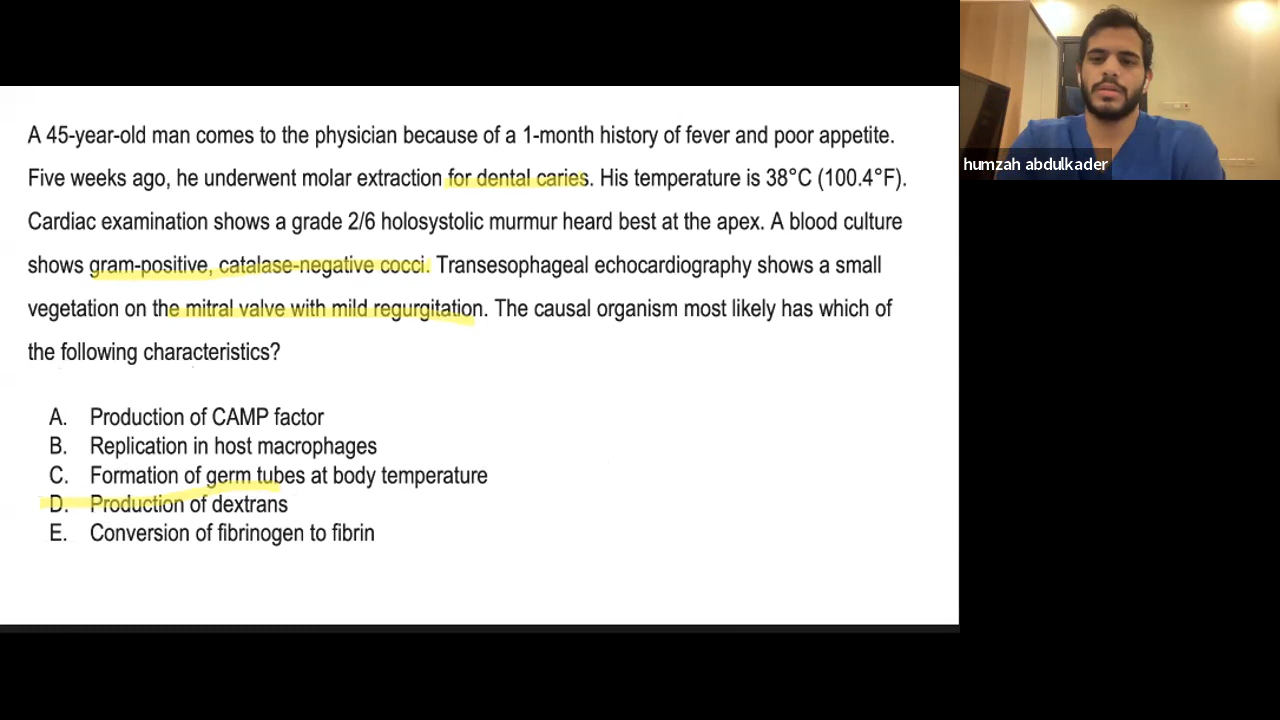 A 45-year-old man comes to the physician because of a 1-month history of fever and poor appetite.
Five weeks ago, he underwent molar extraction for dental caries. His temperature is 38°C (100.4°F).
Cardiac examination shows a grade 2/6 holosystolic murmur heard best at the apex. A blood culture
shows gram-positive, catalase-negative cocci. Transesophageal echocardiography shows a small
vegetation on the mitral valve with mild regurgitation. The causal organism most likely has which of
the following characteristics?
A. Production of CAMP factor
B. Replication in host macrophages
C. Formation of germ tubes at body temperature
D. Production of dextrans
E. Conversion of fibrinogen to fibrin
humzah abdulkader